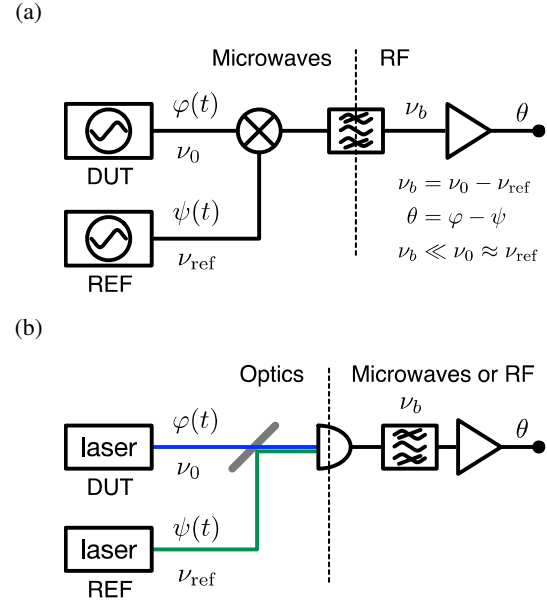 (a)
Microwaves RF
φ(t) ν_b θ
ν_0
DUT
ν_b = ν_0 − ν_ref
ψ(t) θ = φ − ψ
ν_b ≪ ν_0 ≈ ν_ref
ν_ref
REF
(b)
Optics Microwaves or RF
φ(t) ν_b θ
laser
ν_0
DUT
ψ(t)
laser
ν_ref
REF